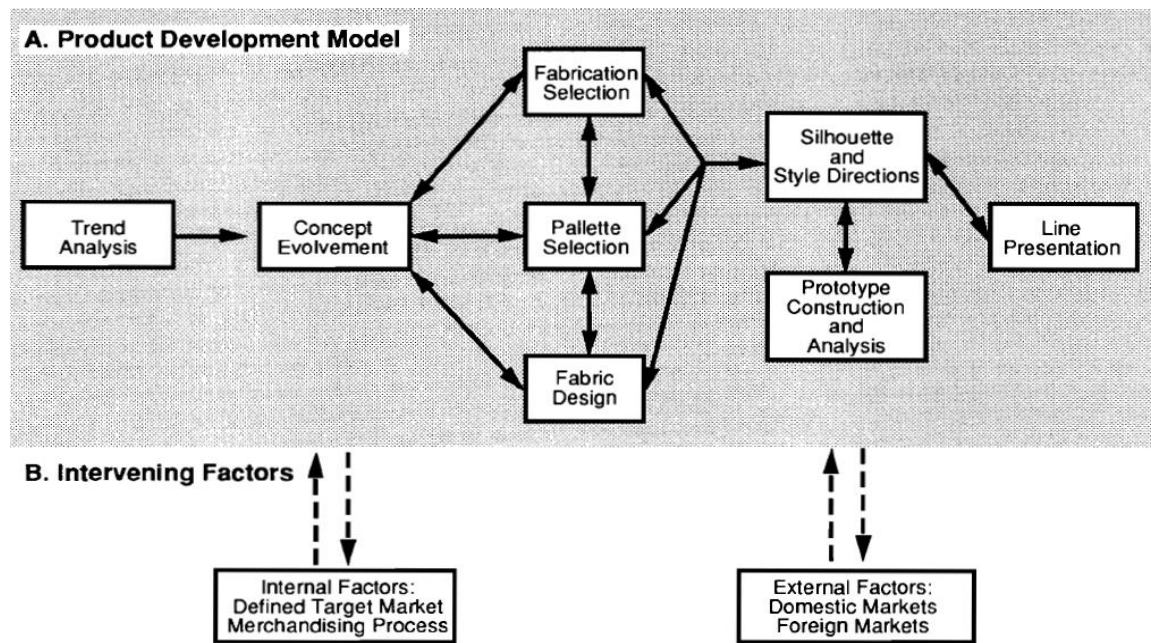 A. Product Development Model
Fabrication
Selection
Silhouette
and
Style Directions
Trend
Analysis
Concept
Evolvement
Pallette
Selection
Line
Presentation
Prototype
Construction
and
Analysis
Fabric
Design
B. Intervening Factors
Internal Factors:
Defined Target Market
Merchandising Process
External Factors:
Domestic Markets
Foreign Markets